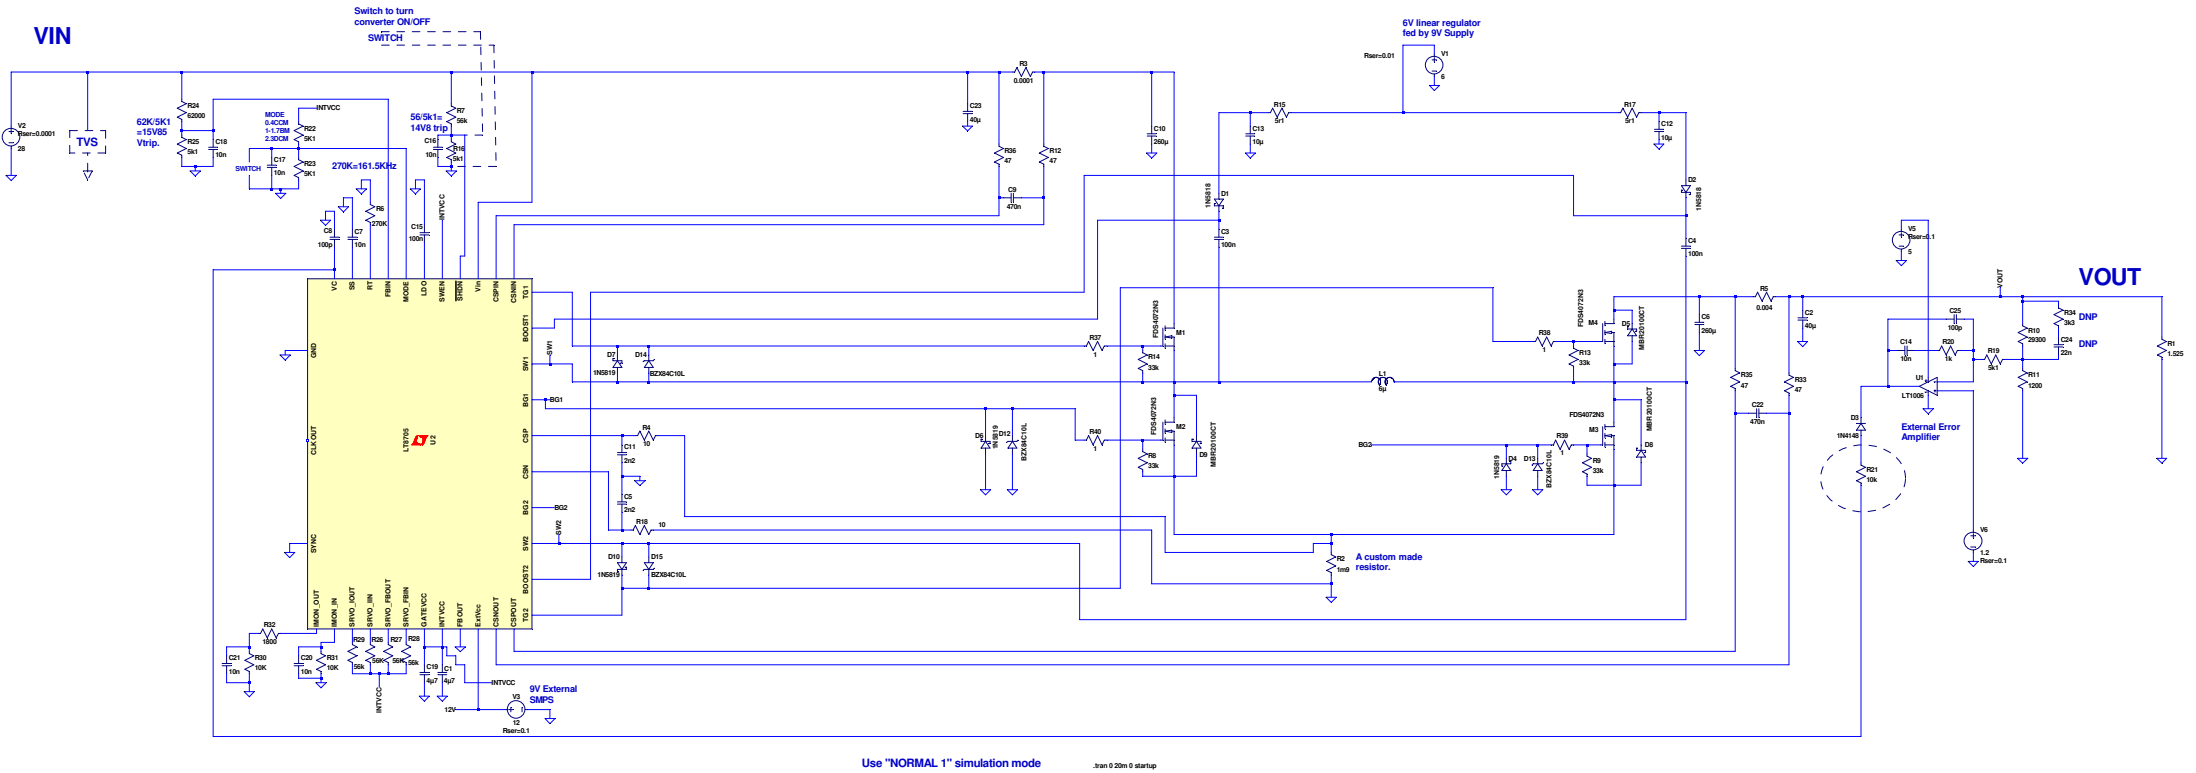 Switch to turn
converter ON/OFF
SWITCH
VIN
6V linear regulator
fed by 9V Supply
Rser=0.01
V1
6
R3
0.0001
V2
Rser=0.0001
28
TVS
62K/5K1
=15V85
Vtrip.
R24
62000
R25
5k1
C18
10n
MODE
0.4CCM
1-1.7BM
2.3DCM
INTVCC
R22
5K1
R23
5K1
C17
10n
SWITCH
270K=161.5KHz
56/5k1=
14V8 trip
R7
56k
C16
10n
R16
5k1
C23
40µ
R36
47
R12
47
C9
470n
C10
260µ
R15
5r1
C13
10µ
R17
5r1
C12
10µ
D1
1N5818
D2
1N5818
C3
100n
C4
100n
C8
100p
C7
10n
R6
270K
C15
100n
INTVCC
VC
SS
RT
FBIN
MODE
LDO
SWEN
SHDN
Vin
CSPIN
CSNIN
TG1
BOOST1
SW1
BG1
CSP
CSN
BG2
SW2
BOOST2
TG2
GND
CLKOUT
SYNC
LT8705
U2
IMON_OUT
IMON_IN
SRVO_IOUT
SRVO_IIN
SRVO_FBOUT
SRVO_FBIN
GATEVCC
INTVCC
FBOUT
ExtVcc
CSNOUT
CSPOUT
SW1
BG1
BG2
SW2
D7
1N5819
D14
BZX84C10L
R37
1
R14
33k
M1
FDS4072N3
R4
10
C11
2n2
C5
2n2
R18
10
D10
1N5819
D15
BZX84C10L
D6
1N5819
D12
BZX84C10L
R40
1
R8
33k
M2
FDS4072N3
D9
MBR20100CT
L1
6µ
R38
1
R13
33k
M4
FDS4072N3
D5
MBR20100CT
BG2
D4
1N5819
D13
BZX84C10L
R39
1
R9
33k
M3
FDS4072N3
D8
MBR20100CT
R2
1m9
A custom made
resistor.
C6
260µ
R5
0.004
C2
40µ
R35
47
R33
47
C22
470n
V5
Rser=0.1
5
VOUT
VOUT
C25
100p
C14
10n
R20
1k
R19
5k1
U1
LT1006
R10
29300
R34
3k3
DNP
C24
22n
DNP
R11
1200
R1
1.525
D3
1N4148
R21
10k
External Error
Amplifier
V6
1.2
Rser=0.1
R32
1800
C21
10n
R30
10K
C20
10n
R31
10K
R29
56k
R26
56K
R27
56K
R28
56k
INTVCC
C19
4µ7
C1
4µ7
INTVCC
9V External
SMPS
12V
V3
12
Rser=0.1
Use "NORMAL 1" simulation mode
.tran 0 20m 0 startup